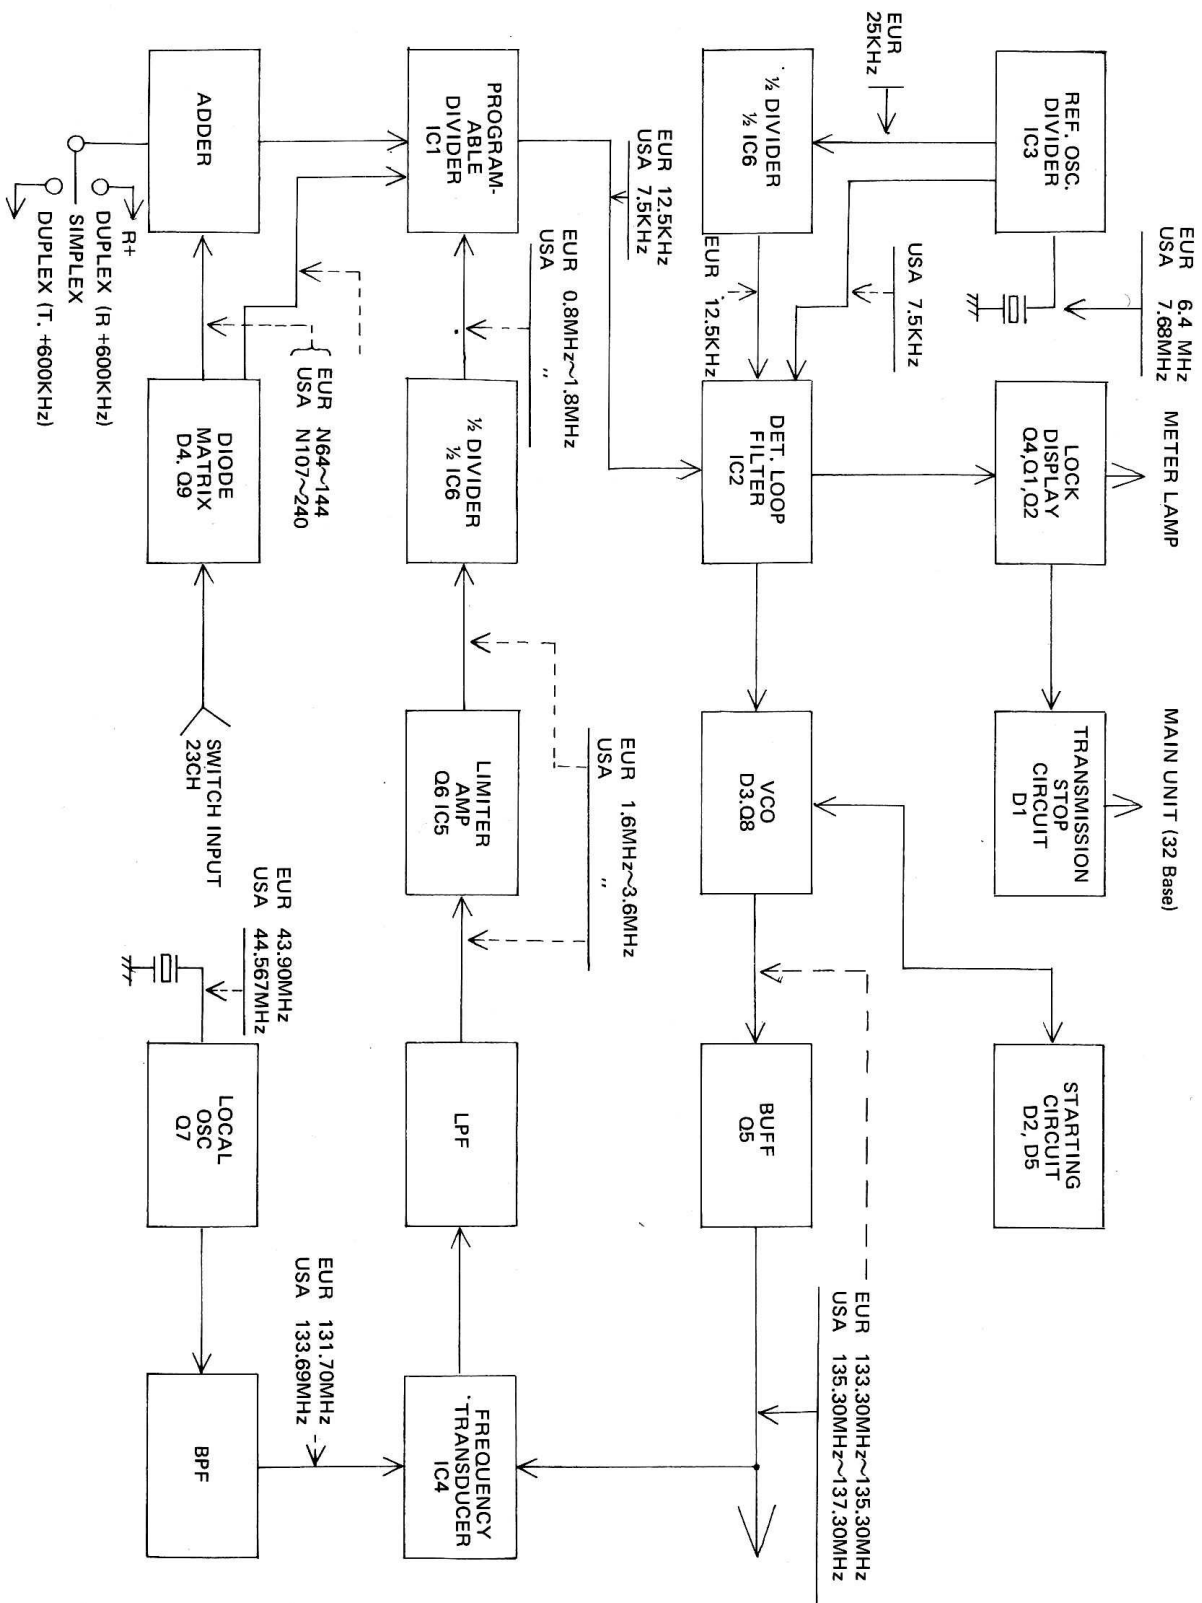 EUR 6.4 MHz
USA 7.68MHz
METER LAMP
MAIN UNIT (32 Base)
REF. OSC.
DIVIDER
IC3
LOCK
DISPLAY
Q4,Q1,Q2
TRANSMISSION
STOP
CIRCUIT
D1
STARTING
CIRCUIT
D2, D5
EUR
25KHz
USA 7.5KHz
½ DIVIDER
½ IC6
EUR 12.5KHz
DET. LOOP
FILTER
IC2
VCO
D3.Q8
BUFF
Q5
EUR 133.30MHz~135.30MHz
USA 135.30MHz~137.30MHz
EUR 12.5KHz
USA 7.5KHz
EUR 0.8MHz~1.8MHz
USA ,,
EUR 1.6MHz~3.6MHz
USA ,,
PROGRAM-
ABLE
DIVIDER
IC1
½ DIVIDER
½ IC6
LIMITER
AMP
Q6 IC5
LPF
FREQUENCY
TRANSDUCER
IC4
EUR N64~144
USA N107~240
EUR 43.90MHz
USA 44.567MHz
EUR 131.70MHz
USA 133.69MHz
ADDER
DIODE
MATRIX
D4. Q9
SWITCH INPUT
23CH
LOCAL
OSC
Q7
BPF
R+
DUPLEX (R +600KHz)
SIMPLEX
DUPLEX (T. +600KHz)